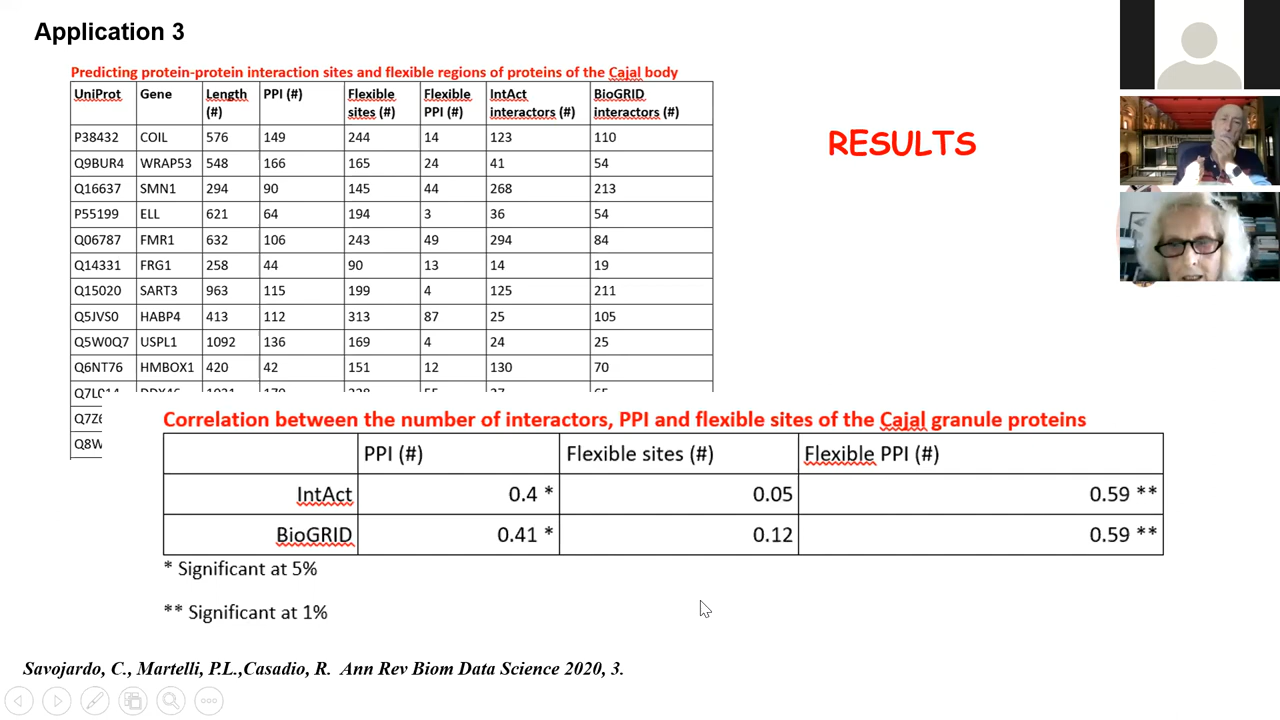 Application 3
Predicting protein-protein interaction sites and flexible regions of proteins of the Cajal body
UniProt Gene Length (#) PPI (#) Flexible sites (#) Flexible PPI (#) IntAct interactors (#) BioGRID interactors (#)
P38432 COIL 576 149 244 14 123 110
Q9BUR4 WRAP53 548 166 165 24 41 54
Q16637 SMN1 294 90 145 44 268 213
P55199 ELL 621 64 194 3 36 54
Q06787 FMR1 632 106 243 49 294 84
Q14331 FRG1 258 44 90 13 14 19
Q15020 SART3 963 115 199 4 125 211
Q5JVS0 HABP4 413 112 313 87 25 105
Q5W0Q7 USPL1 1092 136 169 4 24 25
Q6NT76 HMBOX1 420 42 151 12 130 70
Q7Z6
Q8W
RESULTS
Correlation between the number of interactors, PPI and flexible sites of the Cajal granule proteins
PPI (#) Flexible sites (#) Flexible PPI (#)
IntAct 0.4 * 0.05 0.59 **
BioGRID 0.41 * 0.12 0.59 **
* Significant at 5%
** Significant at 1%
Savojardo, C., Martelli, P.L.,Casadio, R. Ann Rev Biom Data Science 2020, 3.